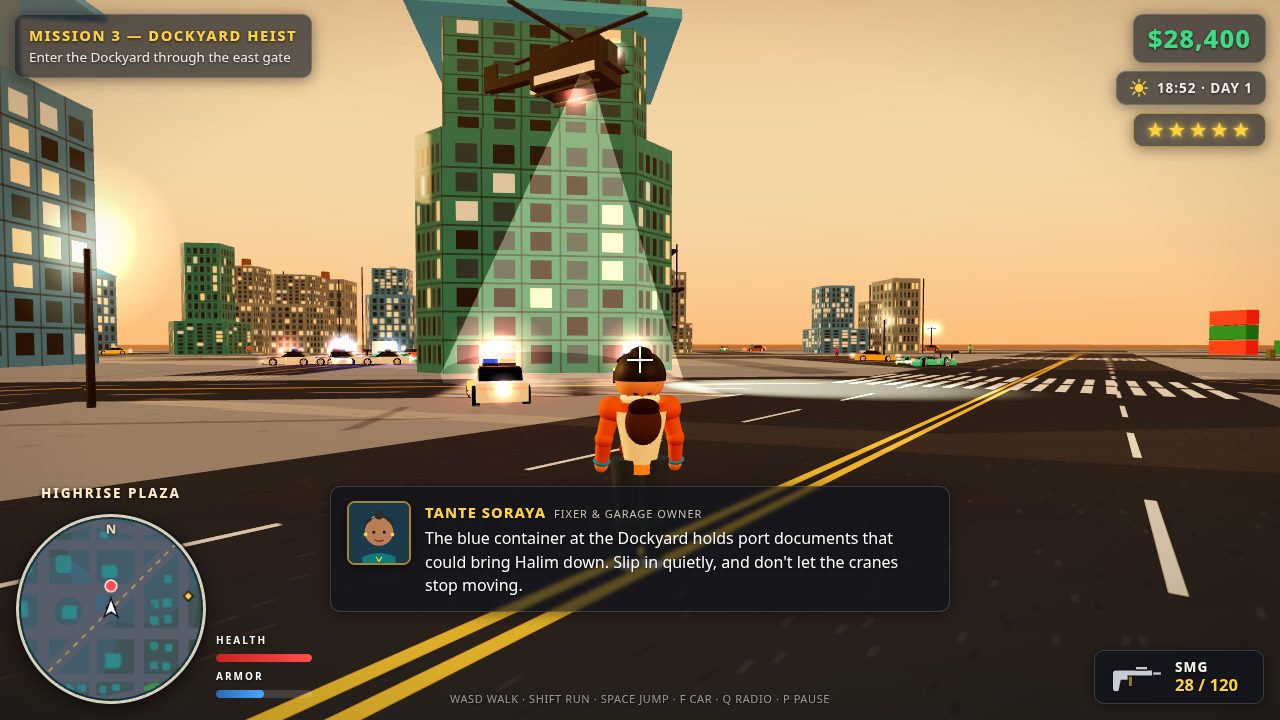 MISSION 3 — DOCKYARD HEIST
Enter the Dockyard through the east gate
$28,400
18:52 · DAY 1
HIGHRISE PLAZA
N
HEALTH
ARMOR
TANTE SORAYA FIXER & GARAGE OWNER
The blue container at the Dockyard holds port documents that
could bring Halim down. Slip in quietly, and don't let the cranes
stop moving.
WASD WALK · SHIFT RUN · SPACE JUMP · F CAR · Q RADIO · P PAUSE
SMG
28 / 120